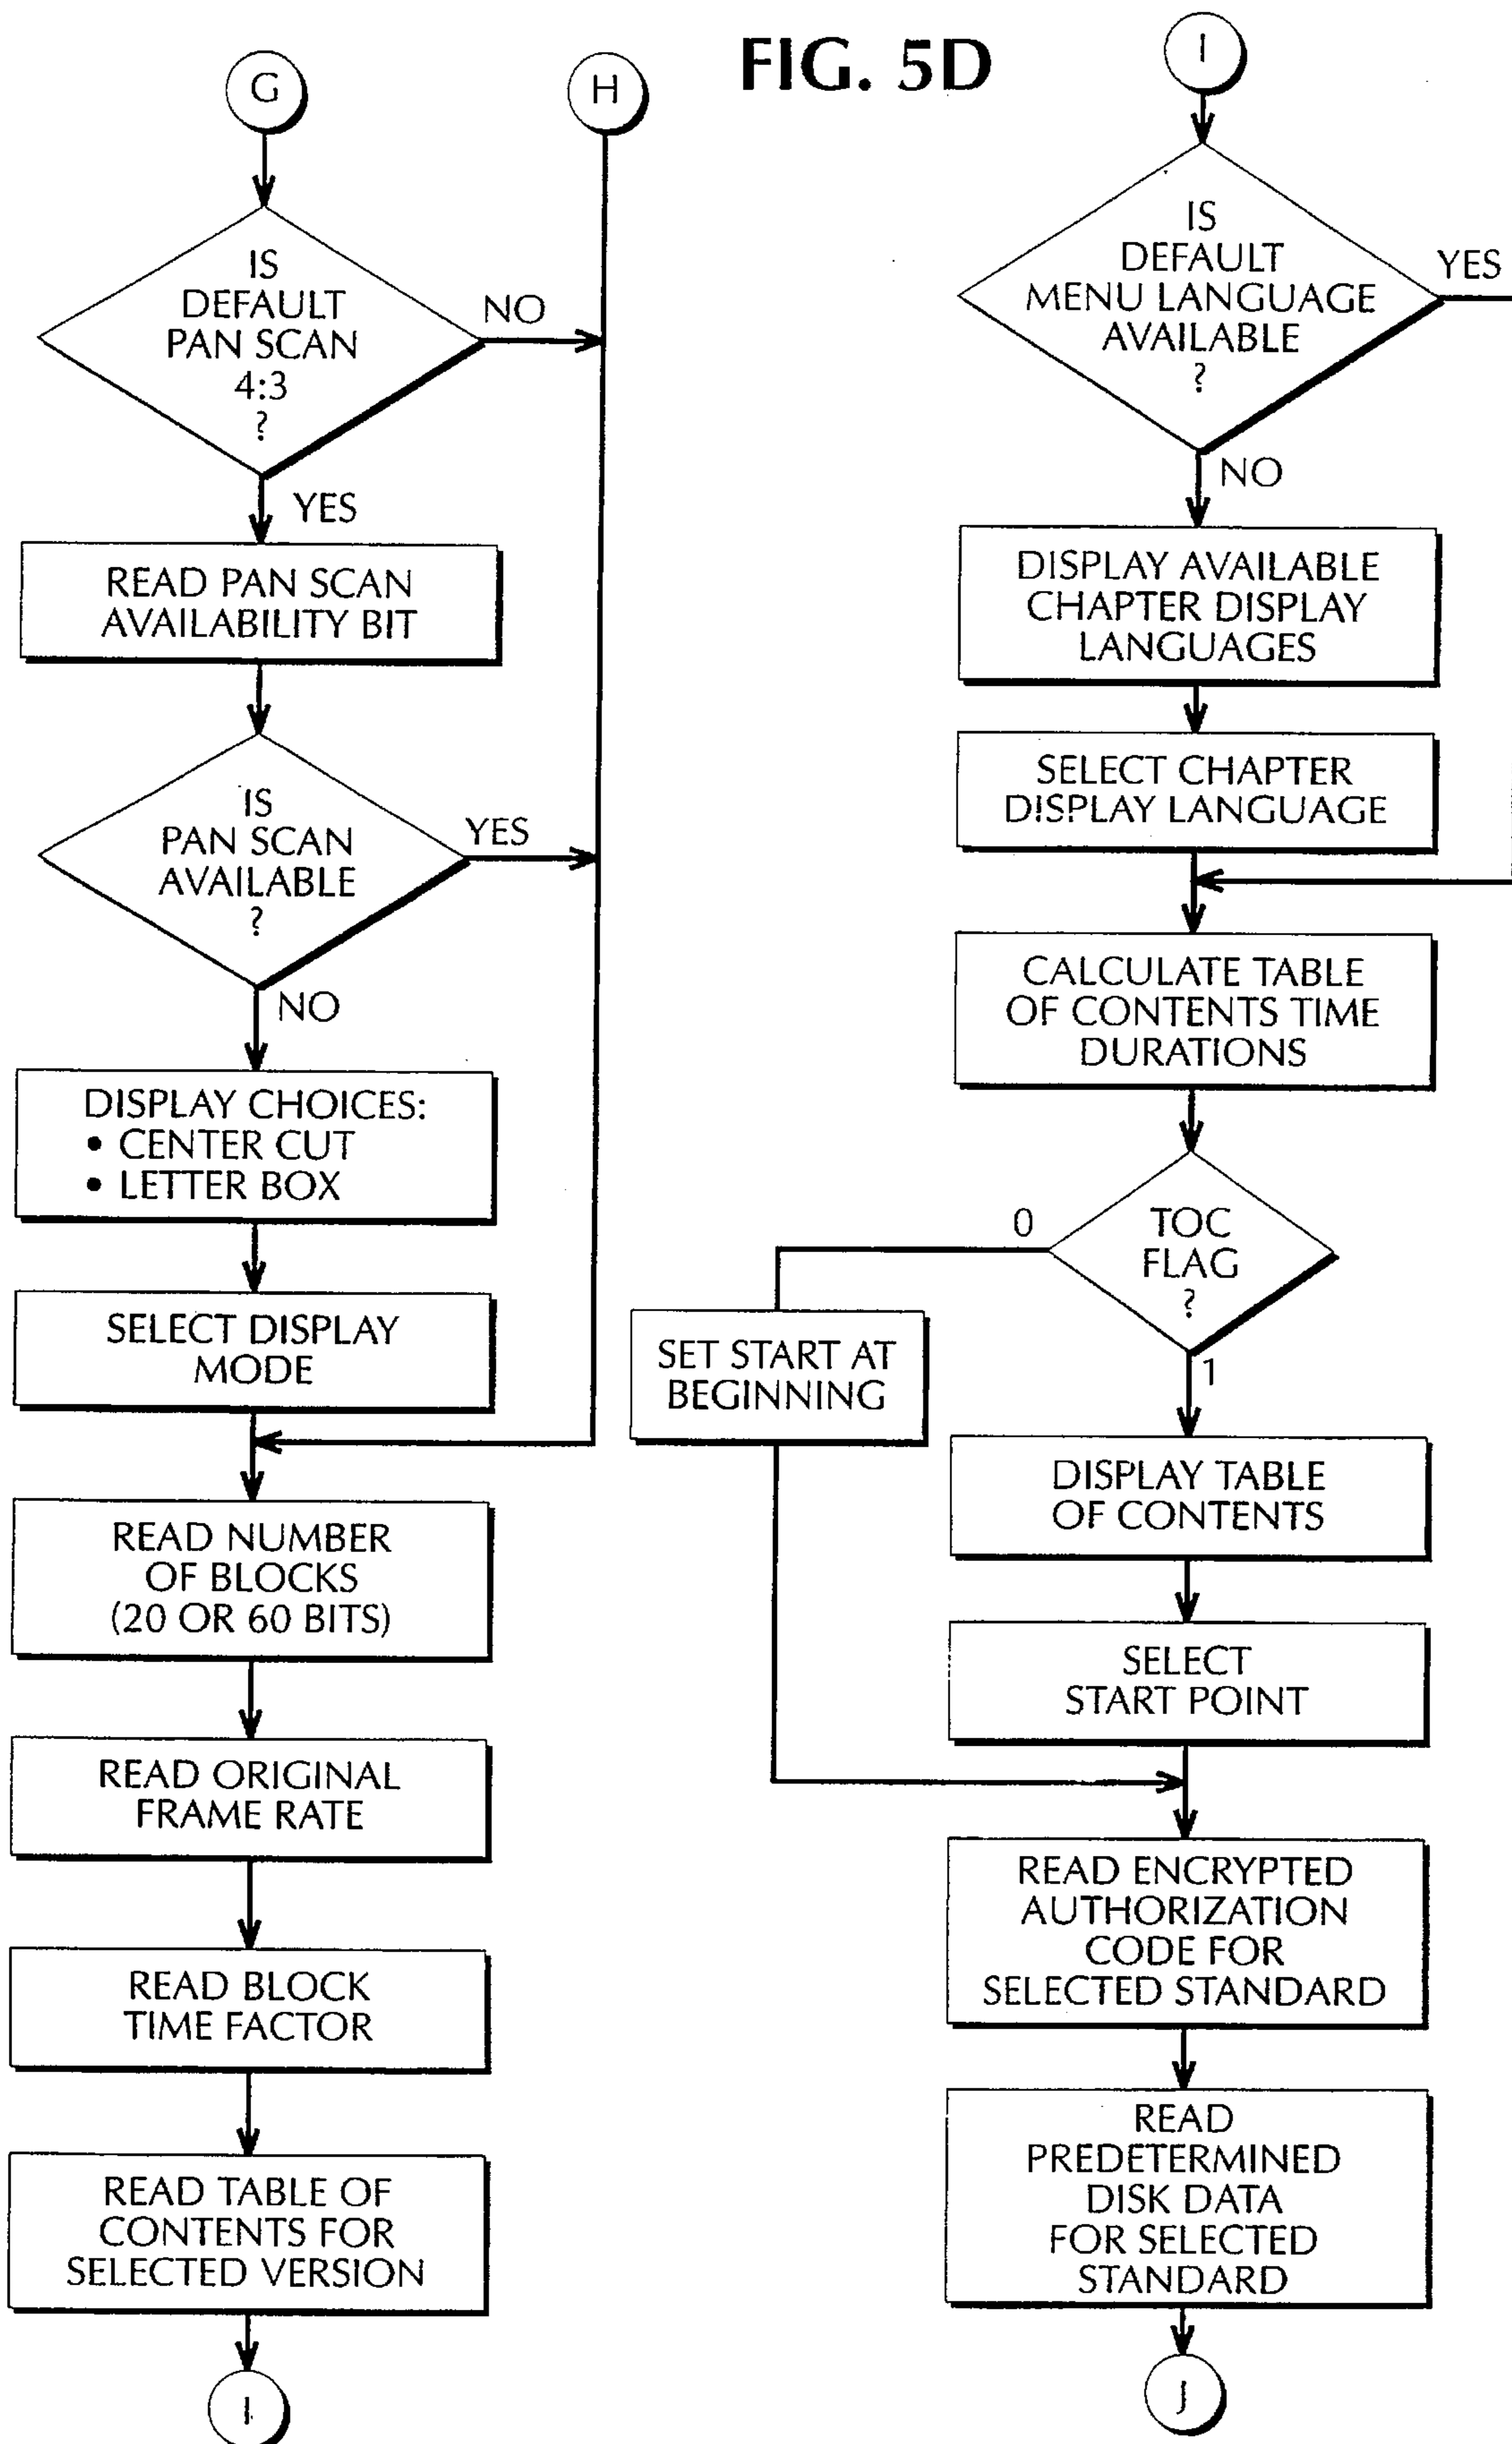 FIG. 5D
G
H
IS
DEFAULT
PAN SCAN
4:3
?
NO
YES
READ PAN SCAN
AVAILABILITY BIT
IS
PAN SCAN
AVAILABLE
?
YES
NO
DISPLAY CHOICES:
• CENTER CUT
• LETTER BOX
SELECT DISPLAY
MODE
READ NUMBER
OF BLOCKS
(20 OR 60 BITS)
READ ORIGINAL
FRAME RATE
READ BLOCK
TIME FACTOR
READ TABLE OF
CONTENTS FOR
SELECTED VERSION
I
I
IS
DEFAULT
MENU LANGUAGE
AVAILABLE
?
YES
NO
DISPLAY AVAILABLE
CHAPTER DISPLAY
LANGUAGES
SELECT CHAPTER
DISPLAY LANGUAGE
CALCULATE TABLE
OF CONTENTS TIME
DURATIONS
TOC
FLAG
?
0
1
SET START AT
BEGINNING
DISPLAY TABLE
OF CONTENTS
SELECT
START POINT
READ ENCRYPTED
AUTHORIZATION
CODE FOR
SELECTED STANDARD
READ
PREDETERMINED
DISK DATA
FOR SELECTED
STANDARD
J